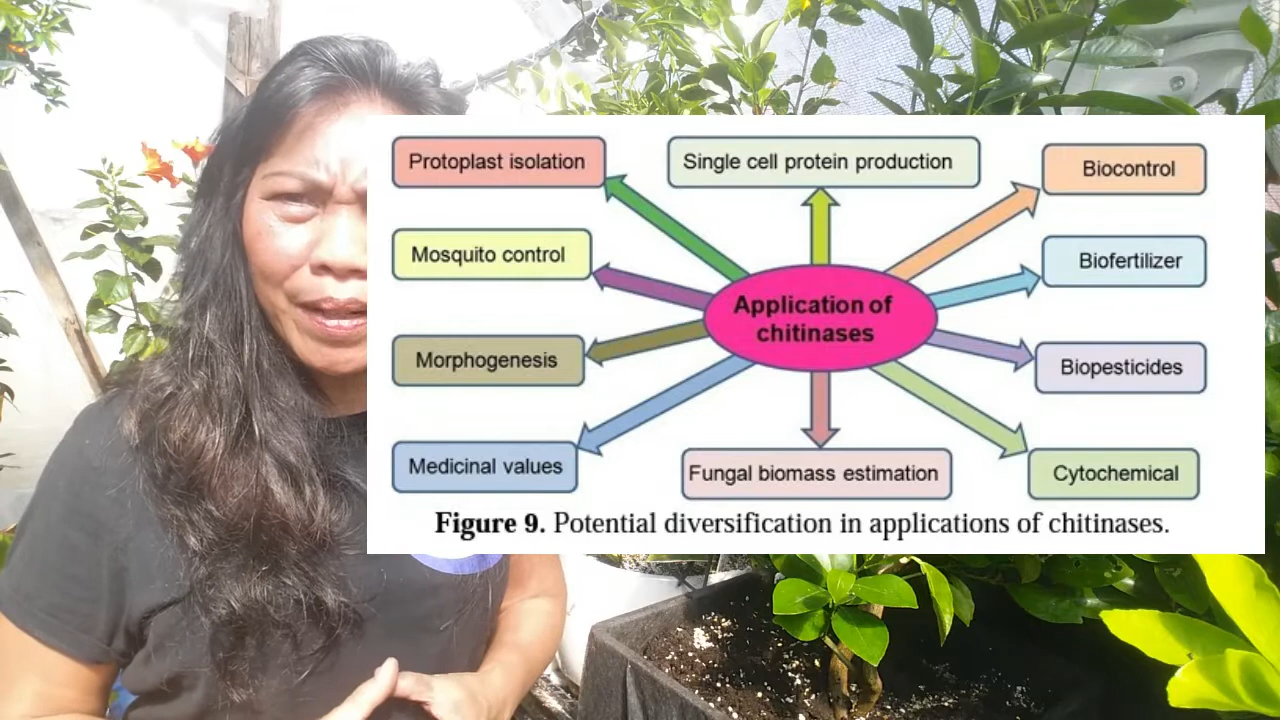 Protoplast isolation
Single cell protein production
Biocontrol
Mosquito control
Biofertilizer
Application of
chitinases
Morphogenesis
Biopesticides
Medicinal values
Fungal biomass estimation
Cytochemical
Figure 9. Potential diversification in applications of chitinases.